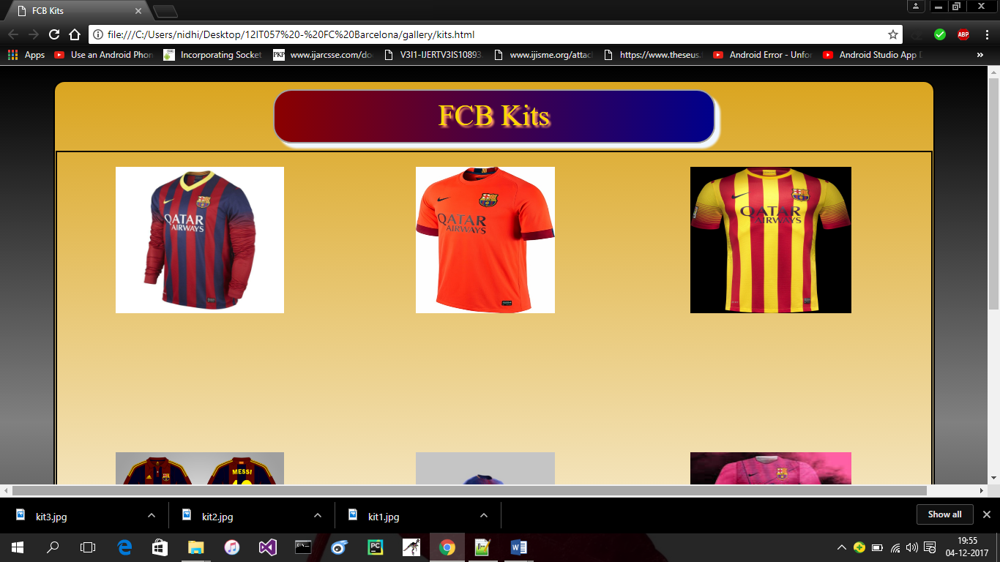 FCB Kits
file:///C:/Users/nidhi/Desktop/12IT057%20-%20FC%20Barcelona/gallery/kits.html
ABP
Apps Use an Android Phon Incorporating Socket PKP www.ijarcsse.com/do V3I1-IJERTV3IS10893. www.ijisme.org/attac https://www.theseus. Android Error - Unfor Android Studio App D »
FCB Kits
QATAR
AIRWAYS
QATAR
AIRWAYS
QATAR
AIRWAYS
MESSI
kit3.jpg kit2.jpg kit1.jpg Show all
PC
19:55
04-12-2017